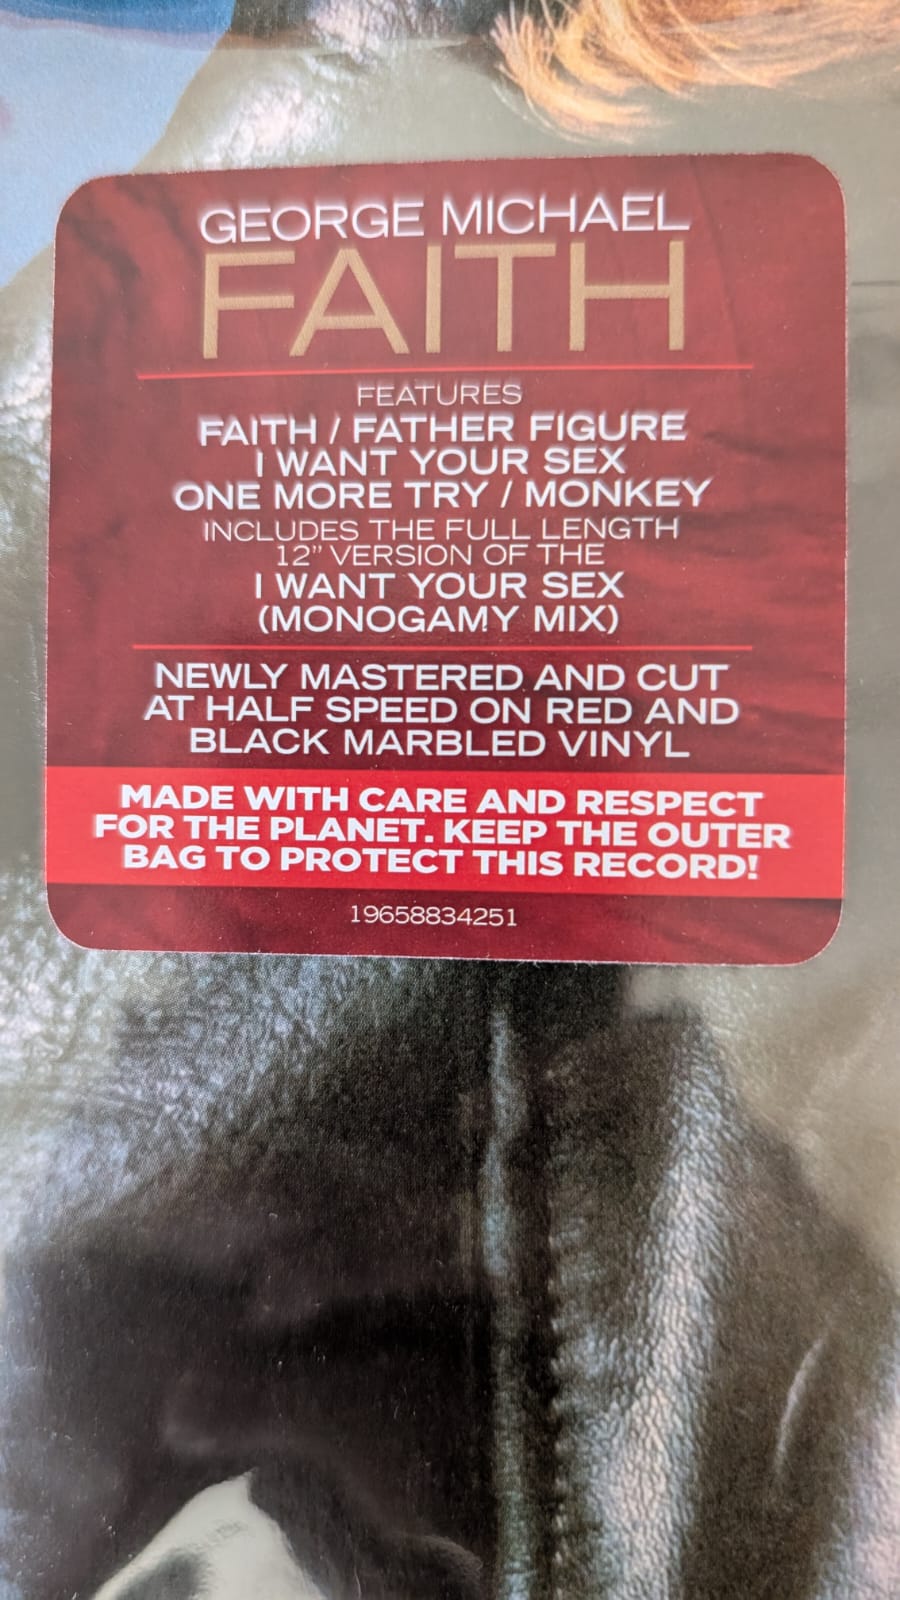 GEORGE MICHAEL
FAITH
FEATURES
FAITH / FATHER FIGURE
I WANT YOUR SEX
ONE MORE TRY / MONKEY
INCLUDES THE FULL LENGTH
12” VERSION OF THE
I WANT YOUR SEX
(MONOGAMY MIX)
NEWLY MASTERED AND CUT
AT HALF SPEED ON RED AND
BLACK MARBLED VINYL
MADE WITH CARE AND RESPECT
FOR THE PLANET. KEEP THE OUTER
BAG TO PROTECT THIS RECORD!
19658834251